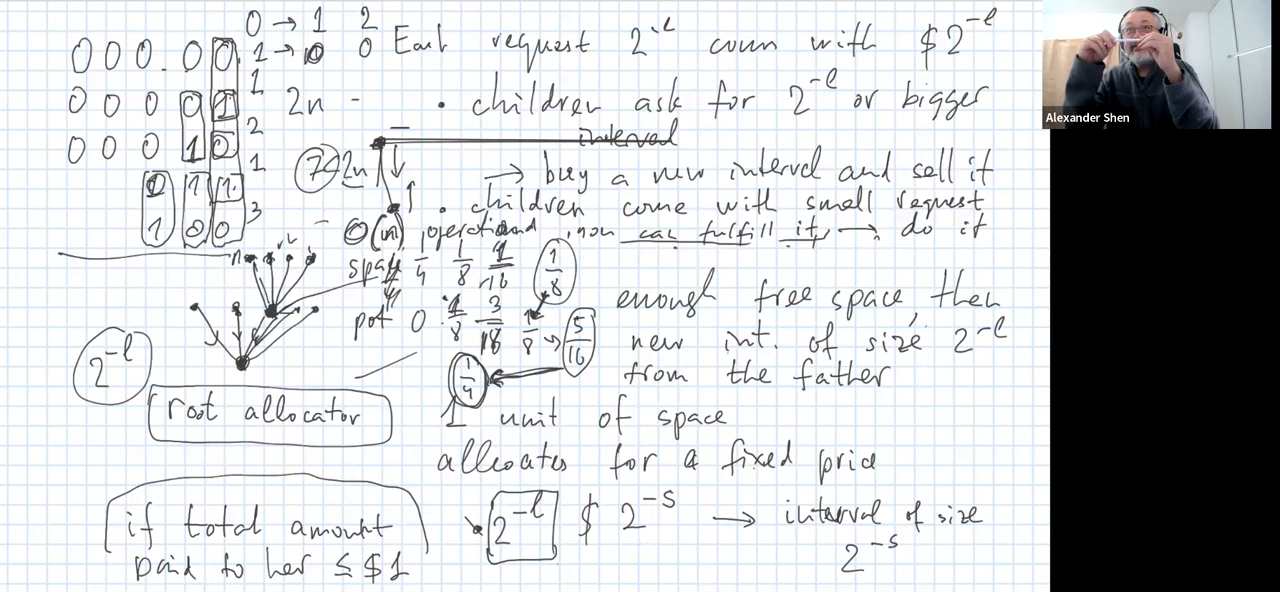 0 → 1 2
0 0 0 . 0 0 . 1 → 0 0
Each request 2^-l comes with $2^-l
1
0 0 0 0 1 2n - · children ask for 2^-l or bigger
2
0 0 0 1 0 interval
1
→ buy a new interval and sell it
0 1 1 · children come with small request
1 0 0 3 - O(n) operations you can fulfill it, → do it
space 1/4 1/8 1/16 1/8
enough free space, then
pot 0 1/8 3/16 1/8 → 5/16
new int. of size 2^-l
2^-l 1/4 from the father
root allocator 1 unit of space
allocates for a fixed price
if total amount 2^-l $ 2^-s → interval of size
paid to her ≤ $1 2^-s
Alexander Shen